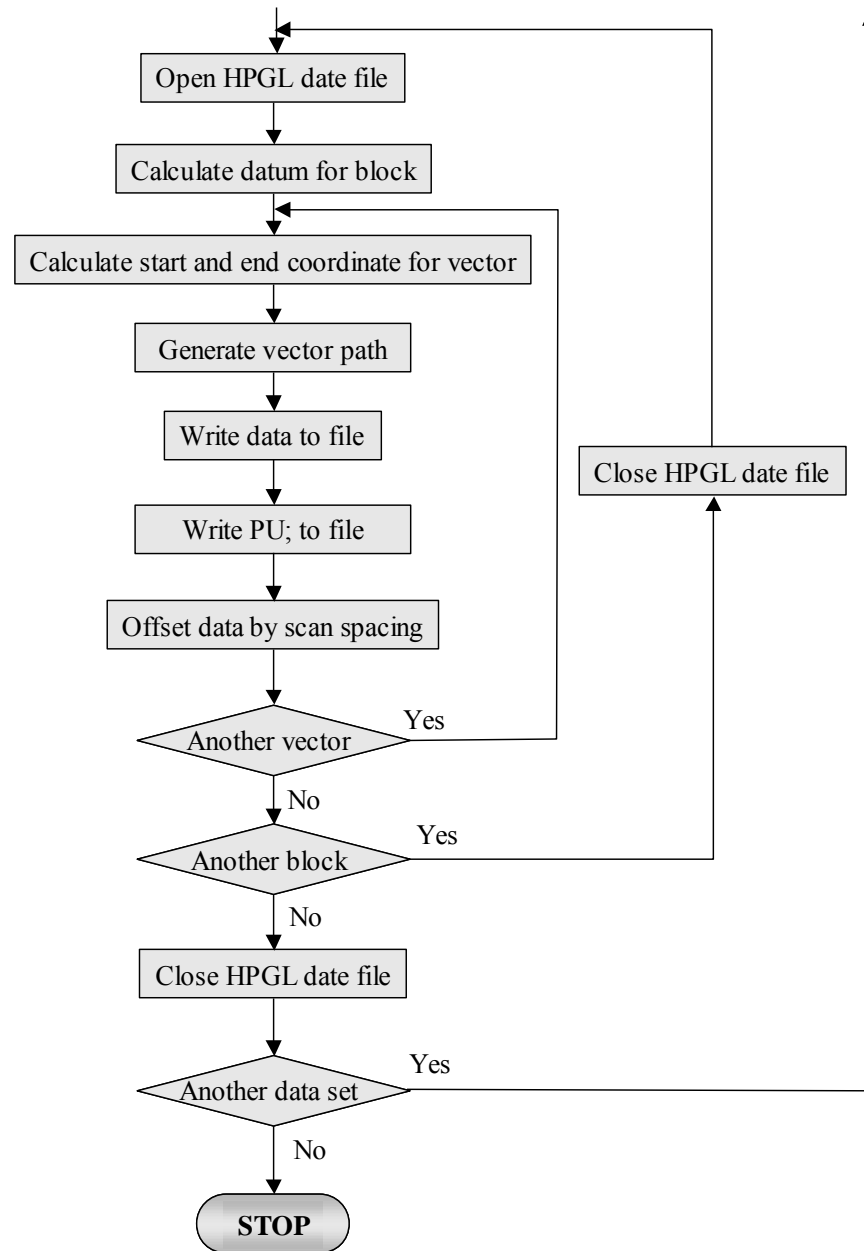 Open HPGL date file
Calculate datum for block
Calculate start and end coordinate for vector
Generate vector path
Write data to file
Close HPGL date file
Write PU; to file
Offset data by scan spacing
Another vector
Yes
No
Another block
Yes
No
Close HPGL date file
Another data set
Yes
No
STOP